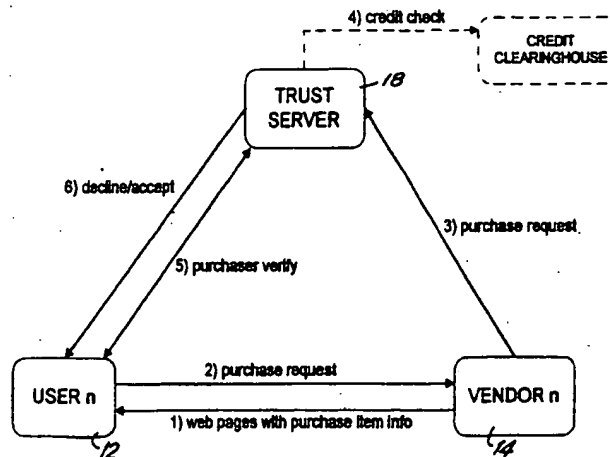 4) credit check
CREDIT
CLEARINGHOUSE
18
TRUST
SERVER
6) decline/accept
3) purchase request
5) purchaser verify
2) purchase request
USER n
VENDOR n
1) web pages with purchase item info
12
14